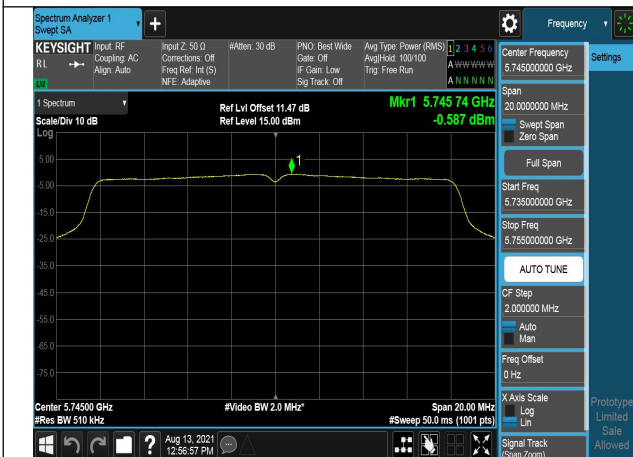 Spectrum Analyzer 1
Swept SA
Frequency
KEYSIGHT
RL
Input: RF
Coupling: AC
Align: Auto
Input Z: 50 Ω
Corrections: Off
Freq Ref: Int (S)
NFE: Adaptive
#Atten: 30 dB
PNO: Best Wide
Gate: Off
IF Gain: Low
Sig Track: Off
Avg Type: Power (RMS)
Avg|Hold: 100/100
Trig: Free Run
1 2 3 4 5 6
A W W W W W
A N N N N N
1 Spectrum
Scale/Div 10 dB
Log
Ref Lvl Offset 11.47 dB
Ref Level 15.00 dBm
Mkr1 5.745 74 GHz
-0.587 dBm
5.00
-5.00
-15.0
-25.0
-35.0
-45.0
-55.0
-65.0
-75.0
1
Center 5.74500 GHz
#Res BW 510 kHz
#Video BW 2.0 MHz*
Span 20.00 MHz
#Sweep 50.0 ms (1001 pts)
Aug 13, 2021
12:56:57 PM
?
Center Frequency
5.745000000 GHz
Settings
Span
20.0000000 MHz
Swept Span
Zero Span
Full Span
Start Freq
5.735000000 GHz
Stop Freq
5.755000000 GHz
AUTO TUNE
CF Step
2.000000 MHz
Auto
Man
Freq Offset
0 Hz
X Axis Scale
Log
Lin
Signal Track
(Span Zoom)
Prototype
Limited
Sale
Allowed